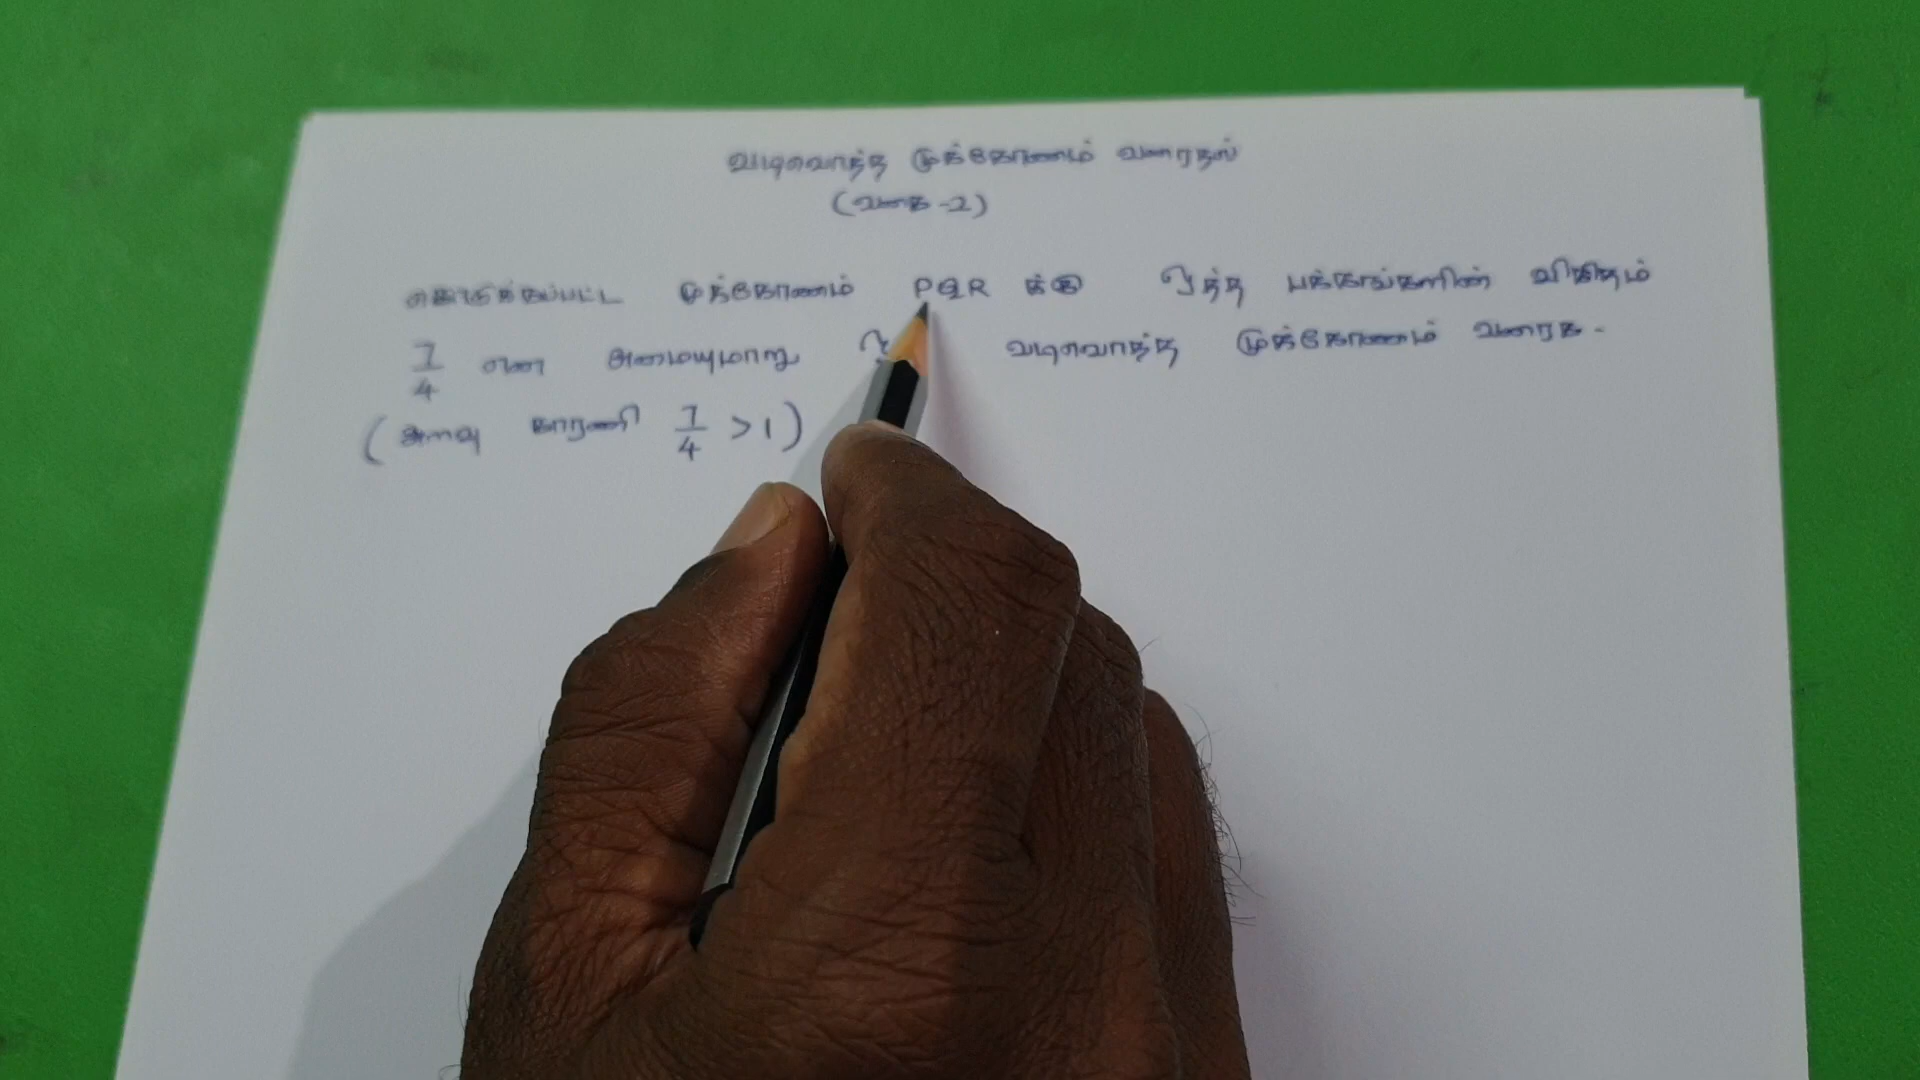 வடிவொத்த முக்கோணம் வரைதல்
(வகை -2)
கொடுக்கப்பட்ட முக்கோணம் PQR க்கு ஒத்த பக்கங்களின் விகிதம்
7/4 என அமையுமாறு வடிவொத்த முக்கோணம் வரைக.
(அளவு காரணி 7/4 > 1)